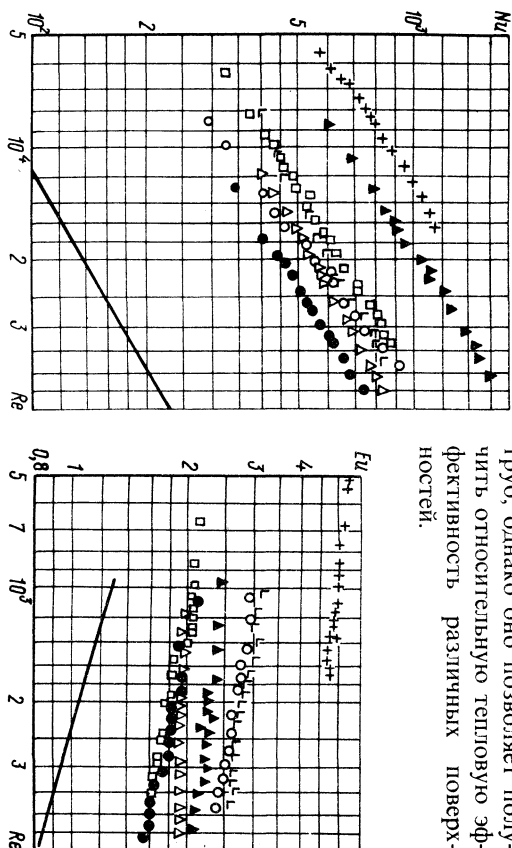 Nu
10³
5
2
10²
5
10⁴
2
3
Re
труб, однако оно позволяет полу-
чить относительную тепловую эф-
фективность различных поверх-
ностей.
Eu
4
3
2
1
0,8
5
7
10³
2
3
Re